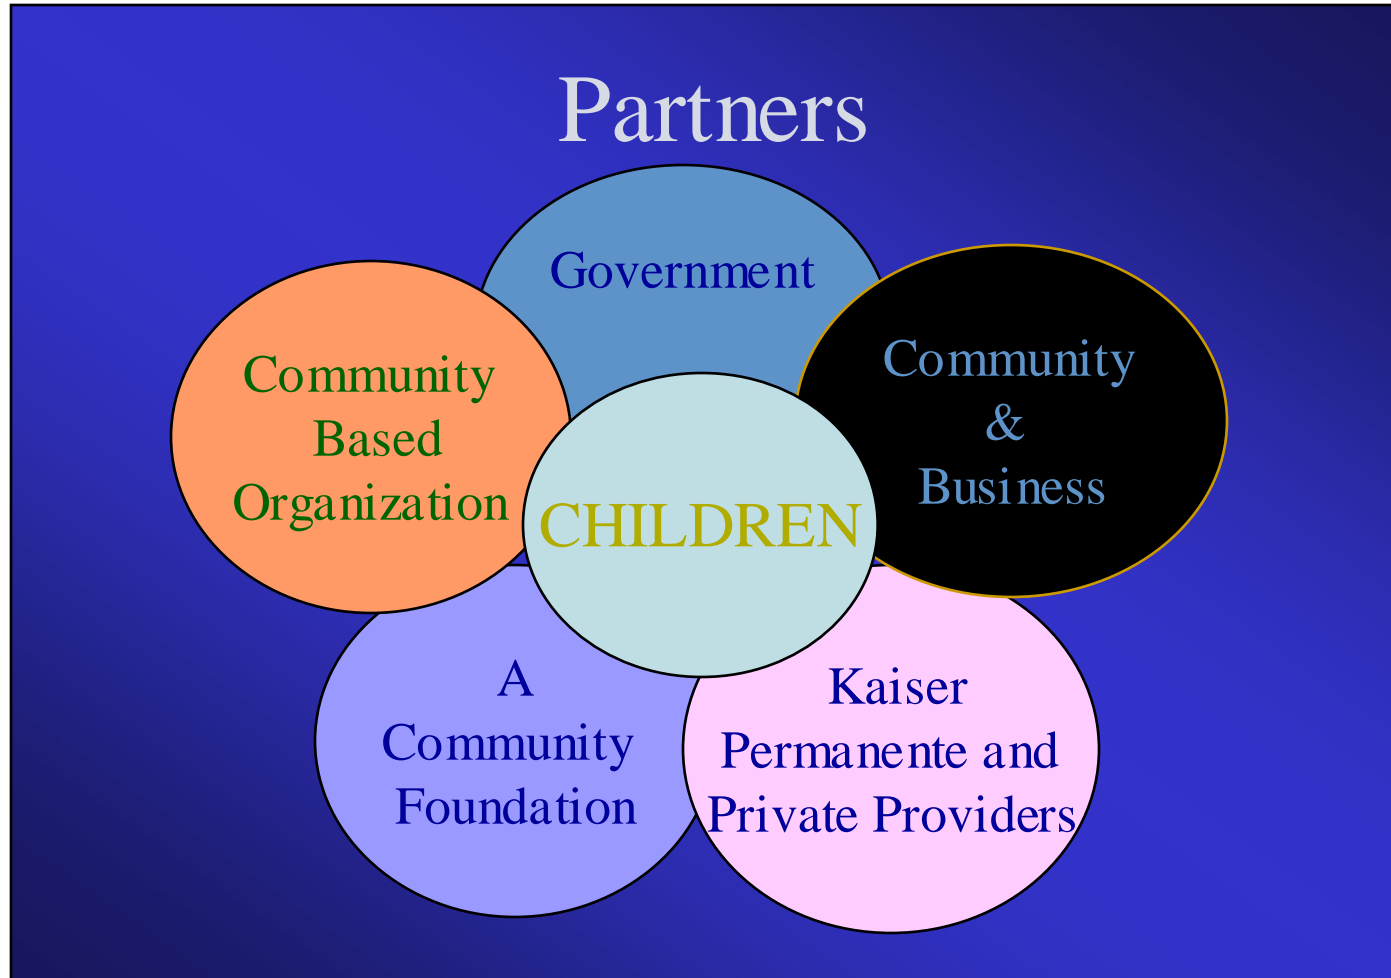 Partners
Government
Community
Based
Organization
Community
&
Business
CHILDREN
A
Community
Foundation
Kaiser
Permanente and
Private Providers